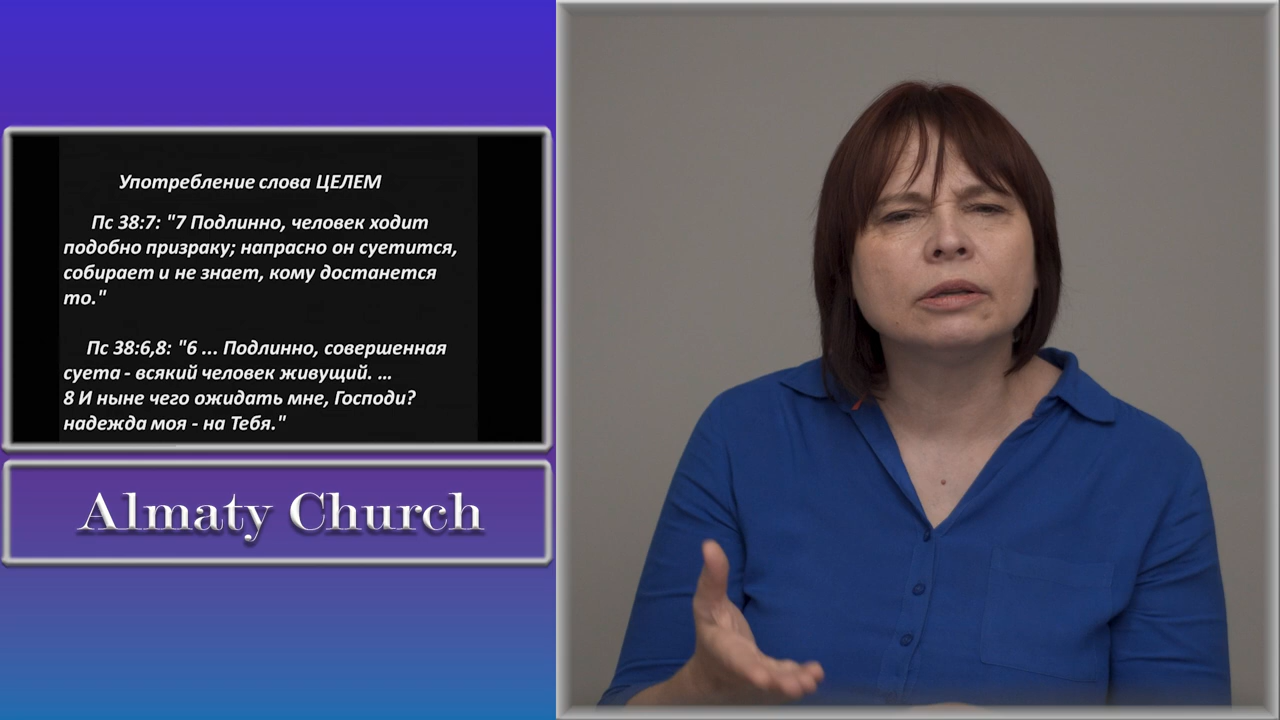 Употребление слова ЦЕЛЕМ
Пс 38:7: "7 Подлинно, человек ходит
подобно призраку; напрасно он суетится,
собирает и не знает, кому достанется
то."
Пс 38:6,8: "6 ... Подлинно, совершенная
суета - всякий человек живущий. ...
8 И ныне чего ожидать мне, Господи?
надежда моя - на Тебя."
Almaty Church